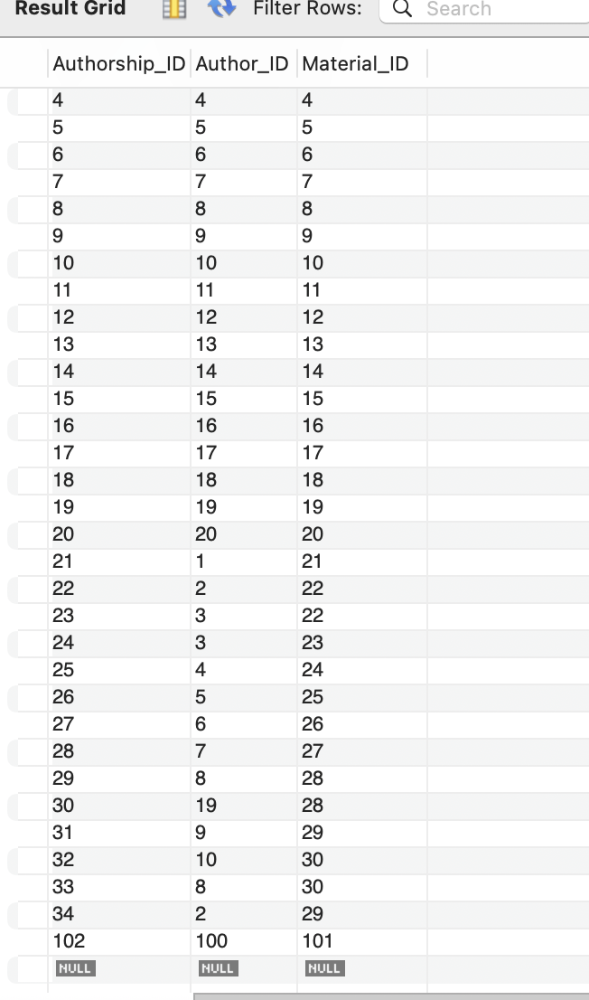 Result Grid Filter Rows: Search
Authorship_ID Author_ID Material_ID
4 4 4
5 5 5
6 6 6
7 7 7
8 8 8
9 9 9
10 10 10
11 11 11
12 12 12
13 13 13
14 14 14
15 15 15
16 16 16
17 17 17
18 18 18
19 19 19
20 20 20
21 1 21
22 2 22
23 3 22
24 3 23
25 4 24
26 5 25
27 6 26
28 7 27
29 8 28
30 19 28
31 9 29
32 10 30
33 8 30
34 2 29
102 100 101
NULL NULL NULL